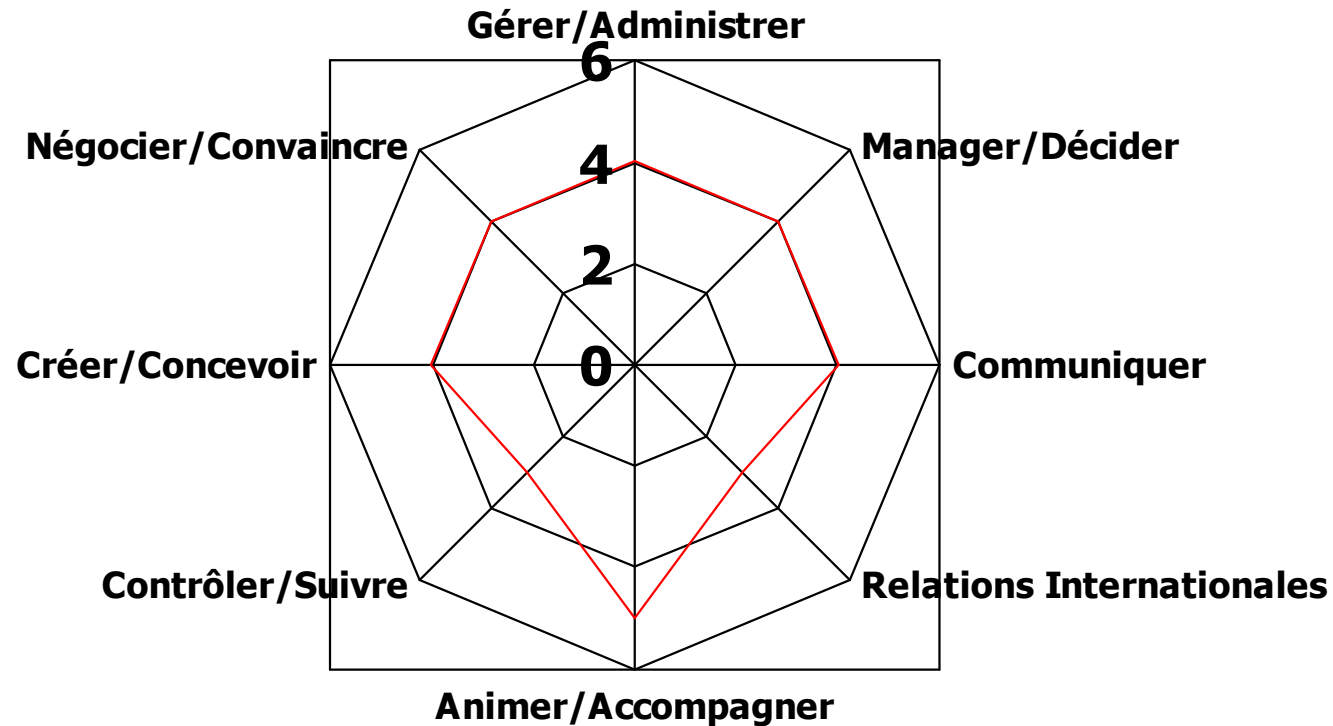 Gérer/Administrer
6
Négocier/Convaincre
Manager/Décider
4
2
Créer/Concevoir
0
Communiquer
Contrôler/Suivre
Relations Internationales
Animer/Accompagner